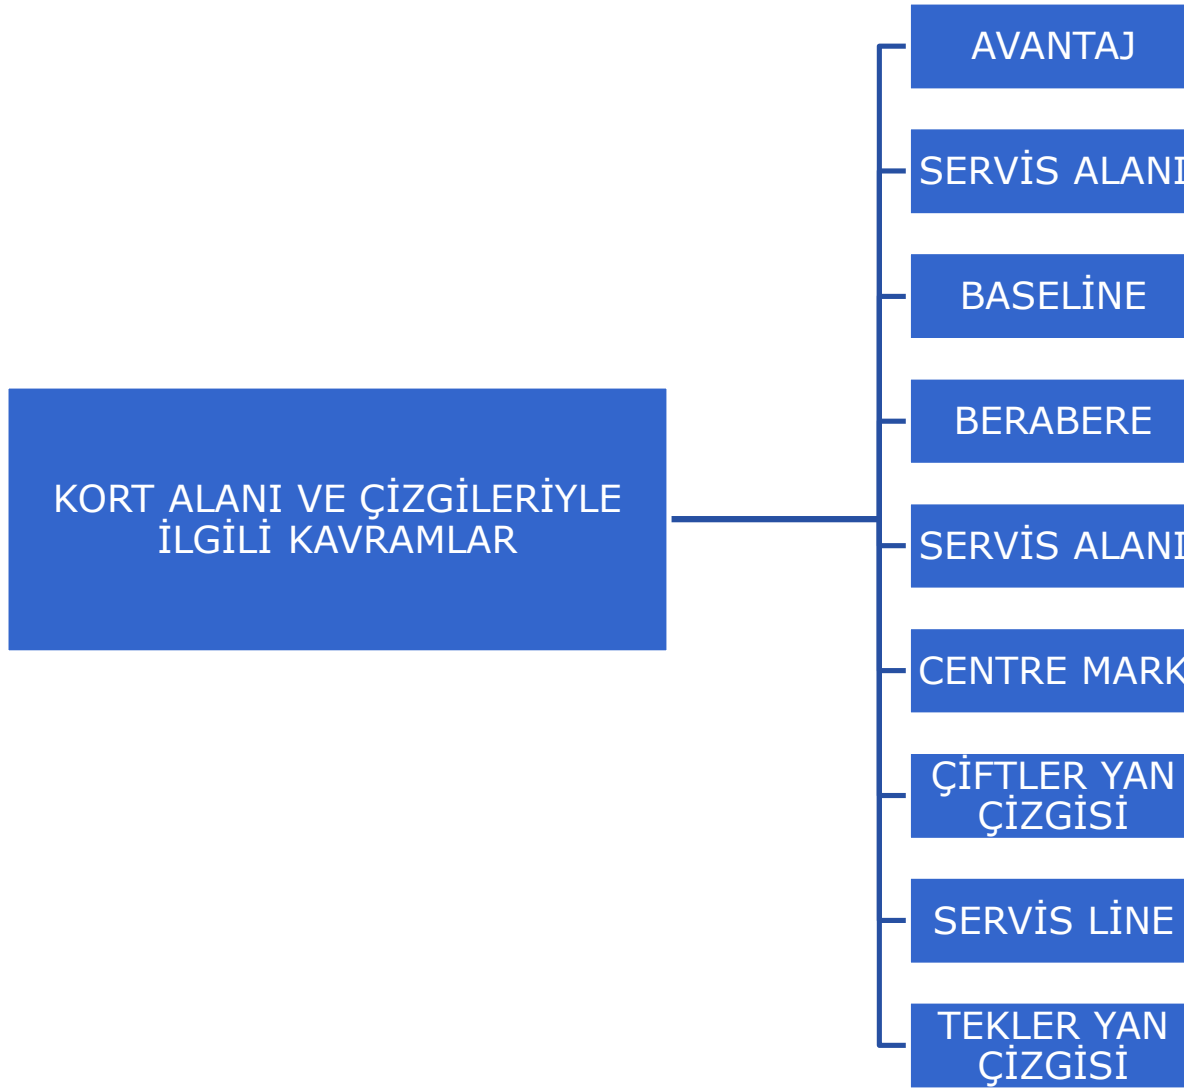 KORT ALANI VE ÇİZGİLERİYLE
İLGİLİ KAVRAMLAR
AVANTAJ
SERVİS ALANI
BASELİNE
BERABERE
SERVİS ALANI
CENTRE MARK
ÇİFTLER YAN
ÇİZGİSİ
SERVİS LİNE
TEKLER YAN
ÇİZGİSİ